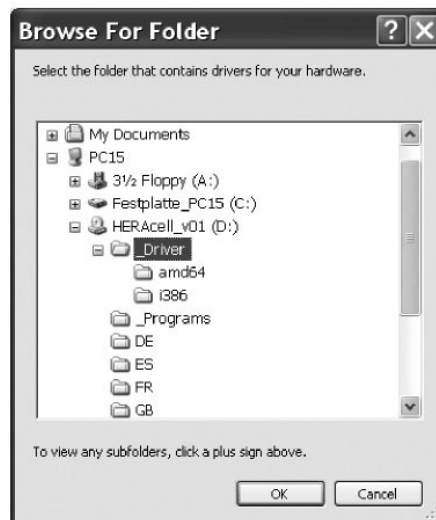 Browse For Folder
Select the folder that contains drivers for your hardware.
My Documents
PC15
3½ Floppy (A:)
Festplatte_PC15 (C:)
HERAcell_v01 (D:)
_Driver
amd64
i386
_Programs
DE
ES
FR
GB
To view any subfolders, click a plus sign above.
OK Cancel